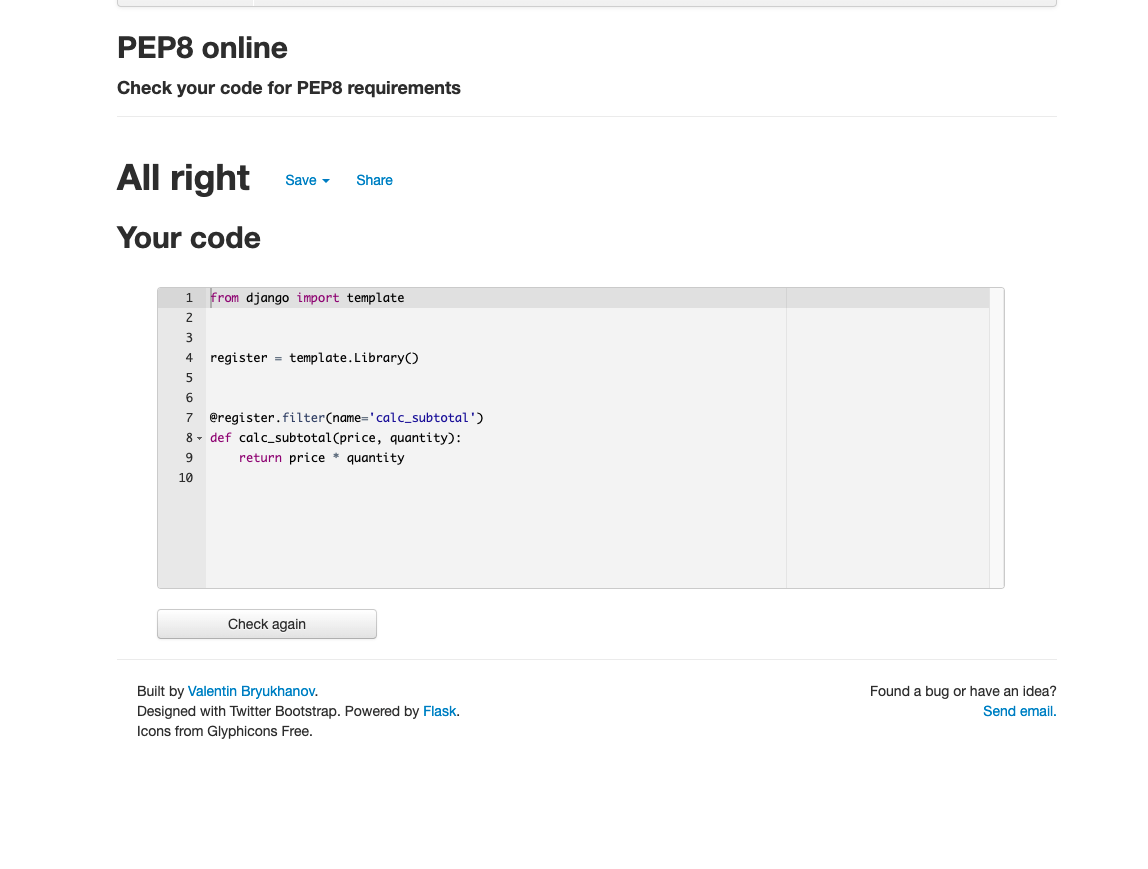 PEP8 online
Check your code for PEP8 requirements
All right Save Share
Your code
1 from django import template
2
3
4 register = template.Library()
5
6
7 @register.filter(name='calc_subtotal')
8 def calc_subtotal(price, quantity):
9     return price * quantity
10
Check again
Built by Valentin Bryukhanov. Found a bug or have an idea?
Designed with Twitter Bootstrap. Powered by Flask. Send email.
Icons from Glyphicons Free.